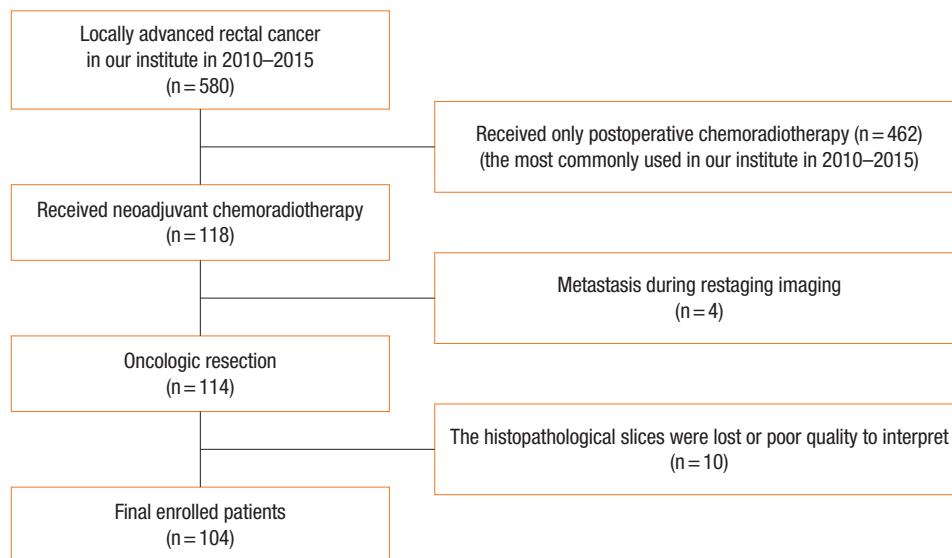 Locally advanced rectal cancer
in our institute in 2010–2015
(n = 580)
Received only postoperative chemoradiotherapy (n = 462)
(the most commonly used in our institute in 2010–2015)
Received neoadjuvant chemoradiotherapy
(n = 118)
Metastasis during restaging imaging
(n = 4)
Oncologic resection
(n = 114)
The histopathological slices were lost or poor quality to interpret
(n = 10)
Final enrolled patients
(n = 104)